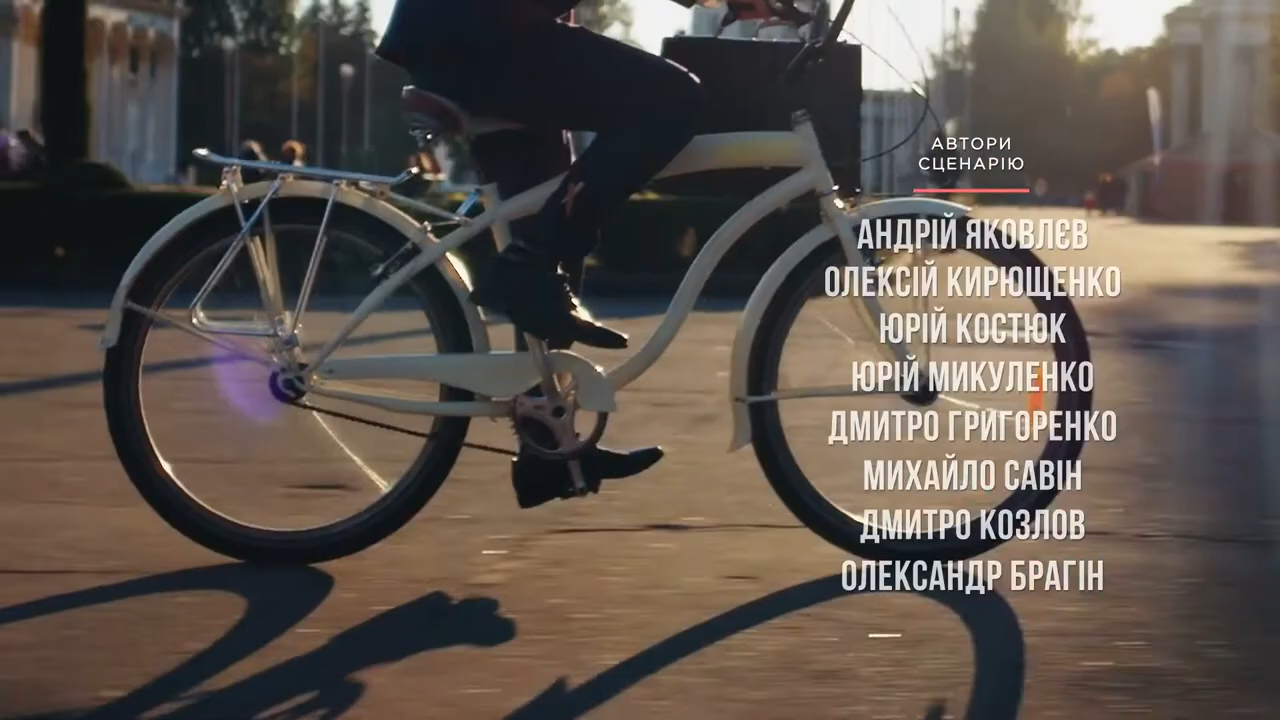 АВТОРИ
СЦЕНАРІЮ
АНДРІЙ ЯКОВЛЄВ
ОЛЕКСІЙ КИРЮЩЕНКО
ЮРІЙ КОСТЮК
ЮРІЙ МИКУЛЕНКО
ДМИТРО ГРИГОРЕНКО
МИХАЙЛО САВІН
ДМИТРО КОЗЛОВ
ОЛЕКСАНДР БРАГІН